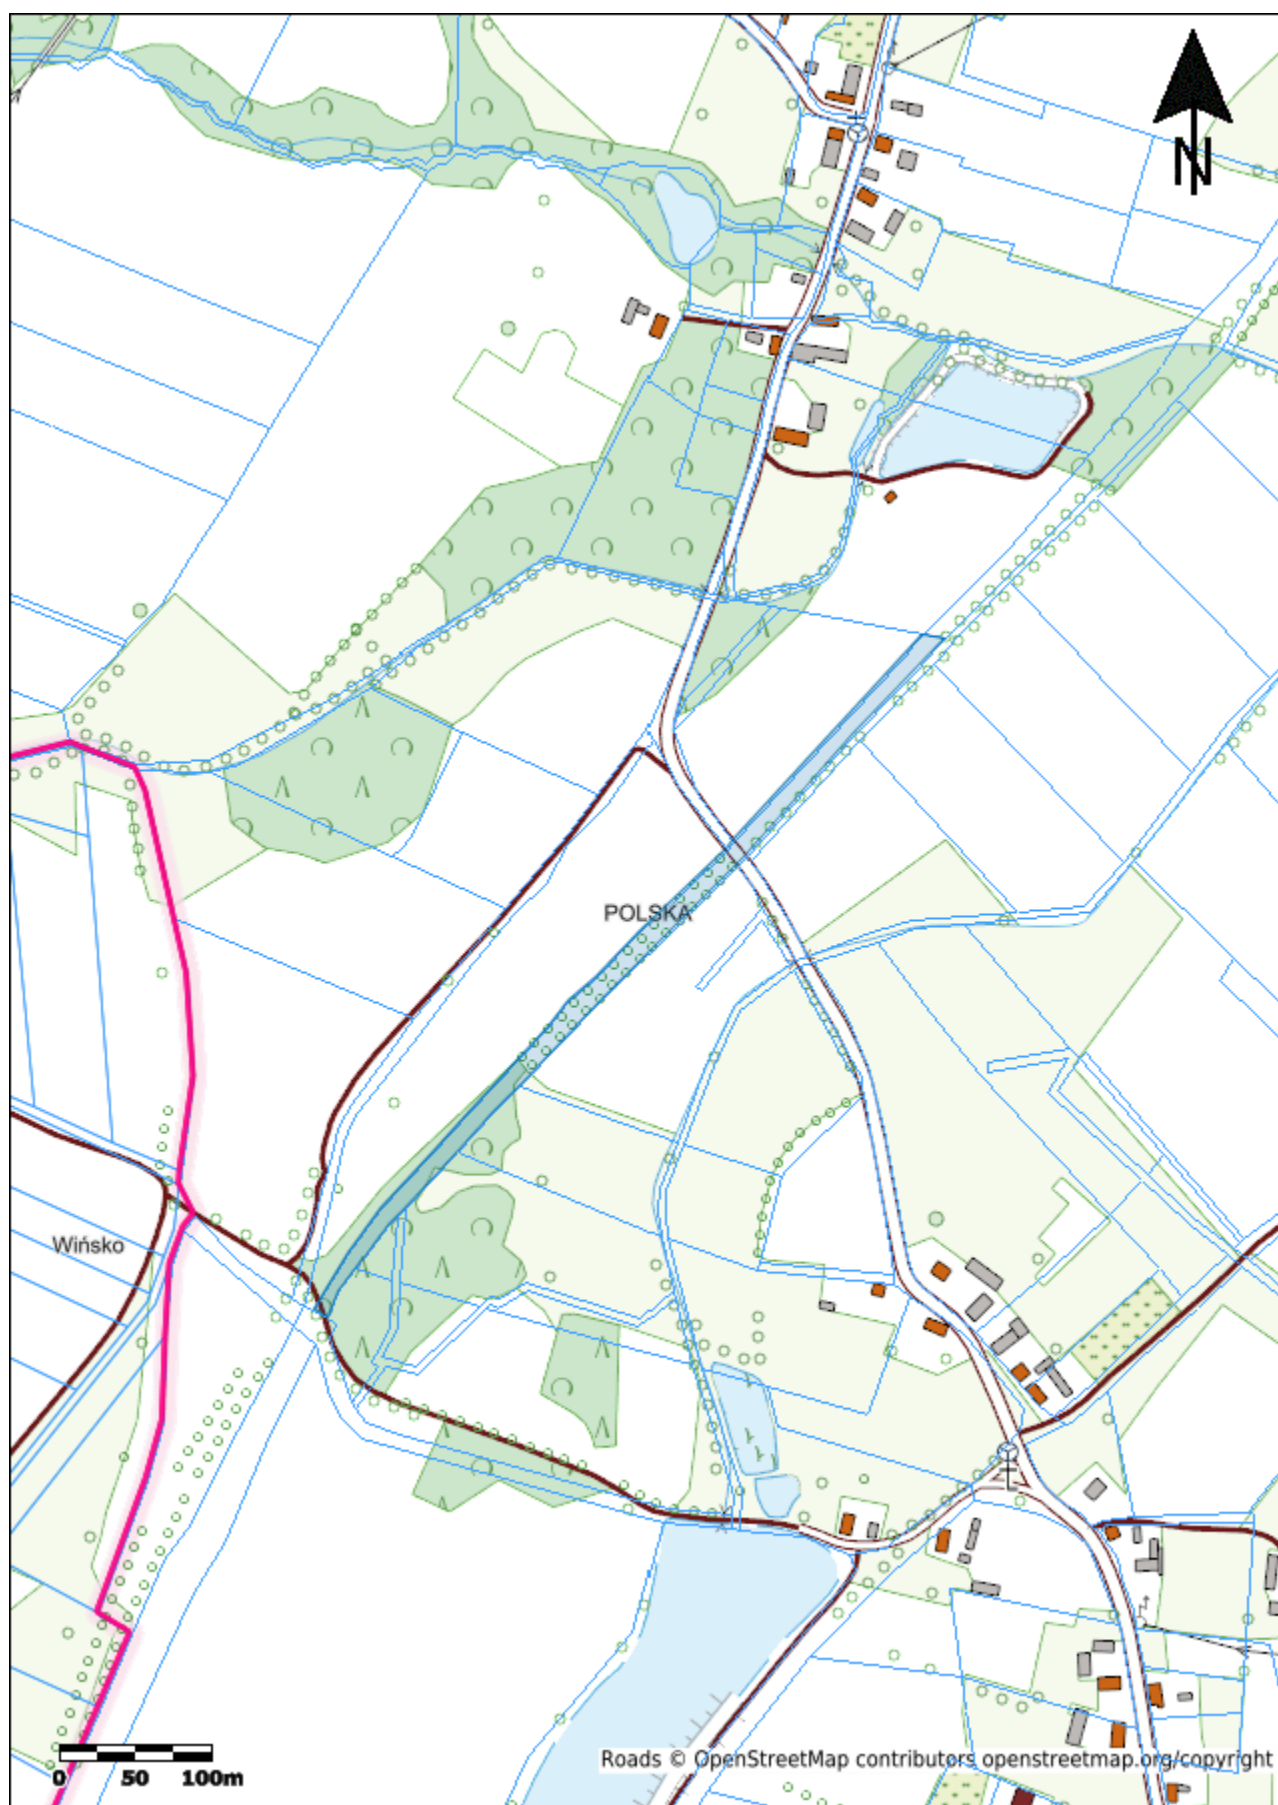 N
POLSKA
Wińsko
Roads © OpenStreetMap contributors openstreetmap.org/copyright
0 50 100m